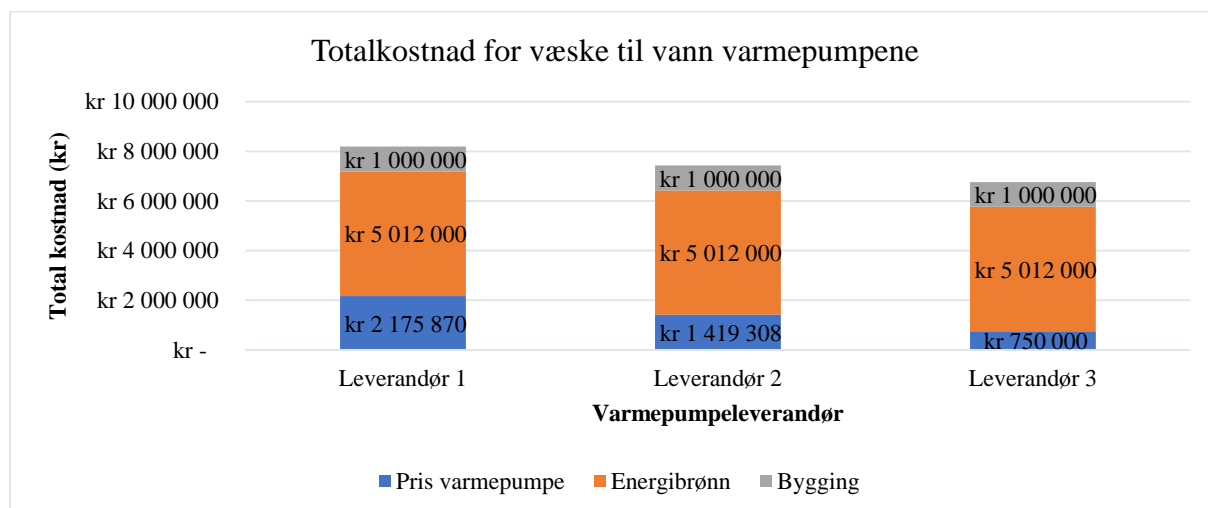 Totalkostnad for væske til vann varmepumpene
kr 10 000 000
kr 8 000 000
kr 6 000 000
kr 4 000 000
kr 2 000 000
kr -
Total kostnad (kr)
kr 1 000 000
kr 5 012 000
kr 2 175 870
kr 1 000 000
kr 5 012 000
kr 1 419 308
kr 1 000 000
kr 5 012 000
kr 750 000
Leverandør 1
Leverandør 2
Leverandør 3
Varmepumpeleverandør
Pris varmepumpe
Energibrønn
Bygging